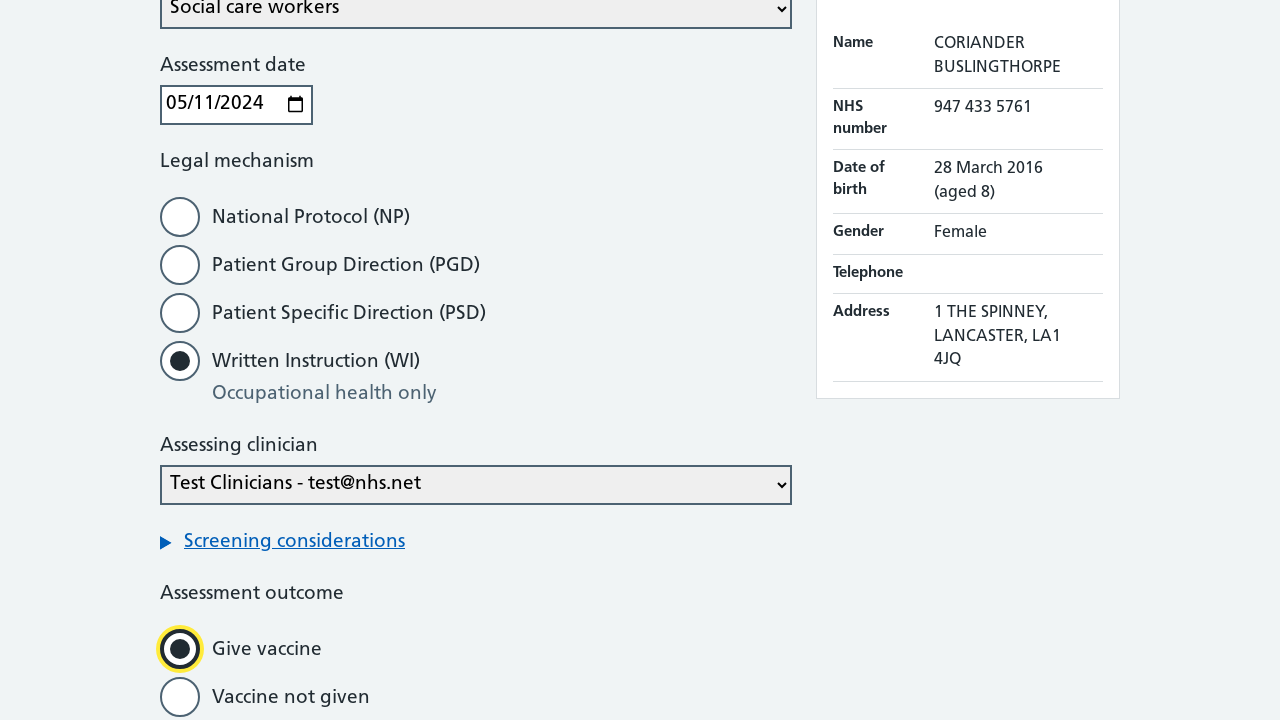 Social care workers
Assessment date
05/11/2024
Legal mechanism
National Protocol (NP)
Patient Group Direction (PGD)
Patient Specific Direction (PSD)
Written Instruction (WI)
Occupational health only
Assessing clinician
Test Clinicians - test@nhs.net
Screening considerations
Assessment outcome
Give vaccine
Vaccine not given
Name CORIANDER
BUSLINGTHORPE
NHS 947 433 5761
number
Date of 28 March 2016
birth (aged 8)
Gender Female
Telephone
Address 1 THE SPINNEY,
LANCASTER, LA1
4JQ